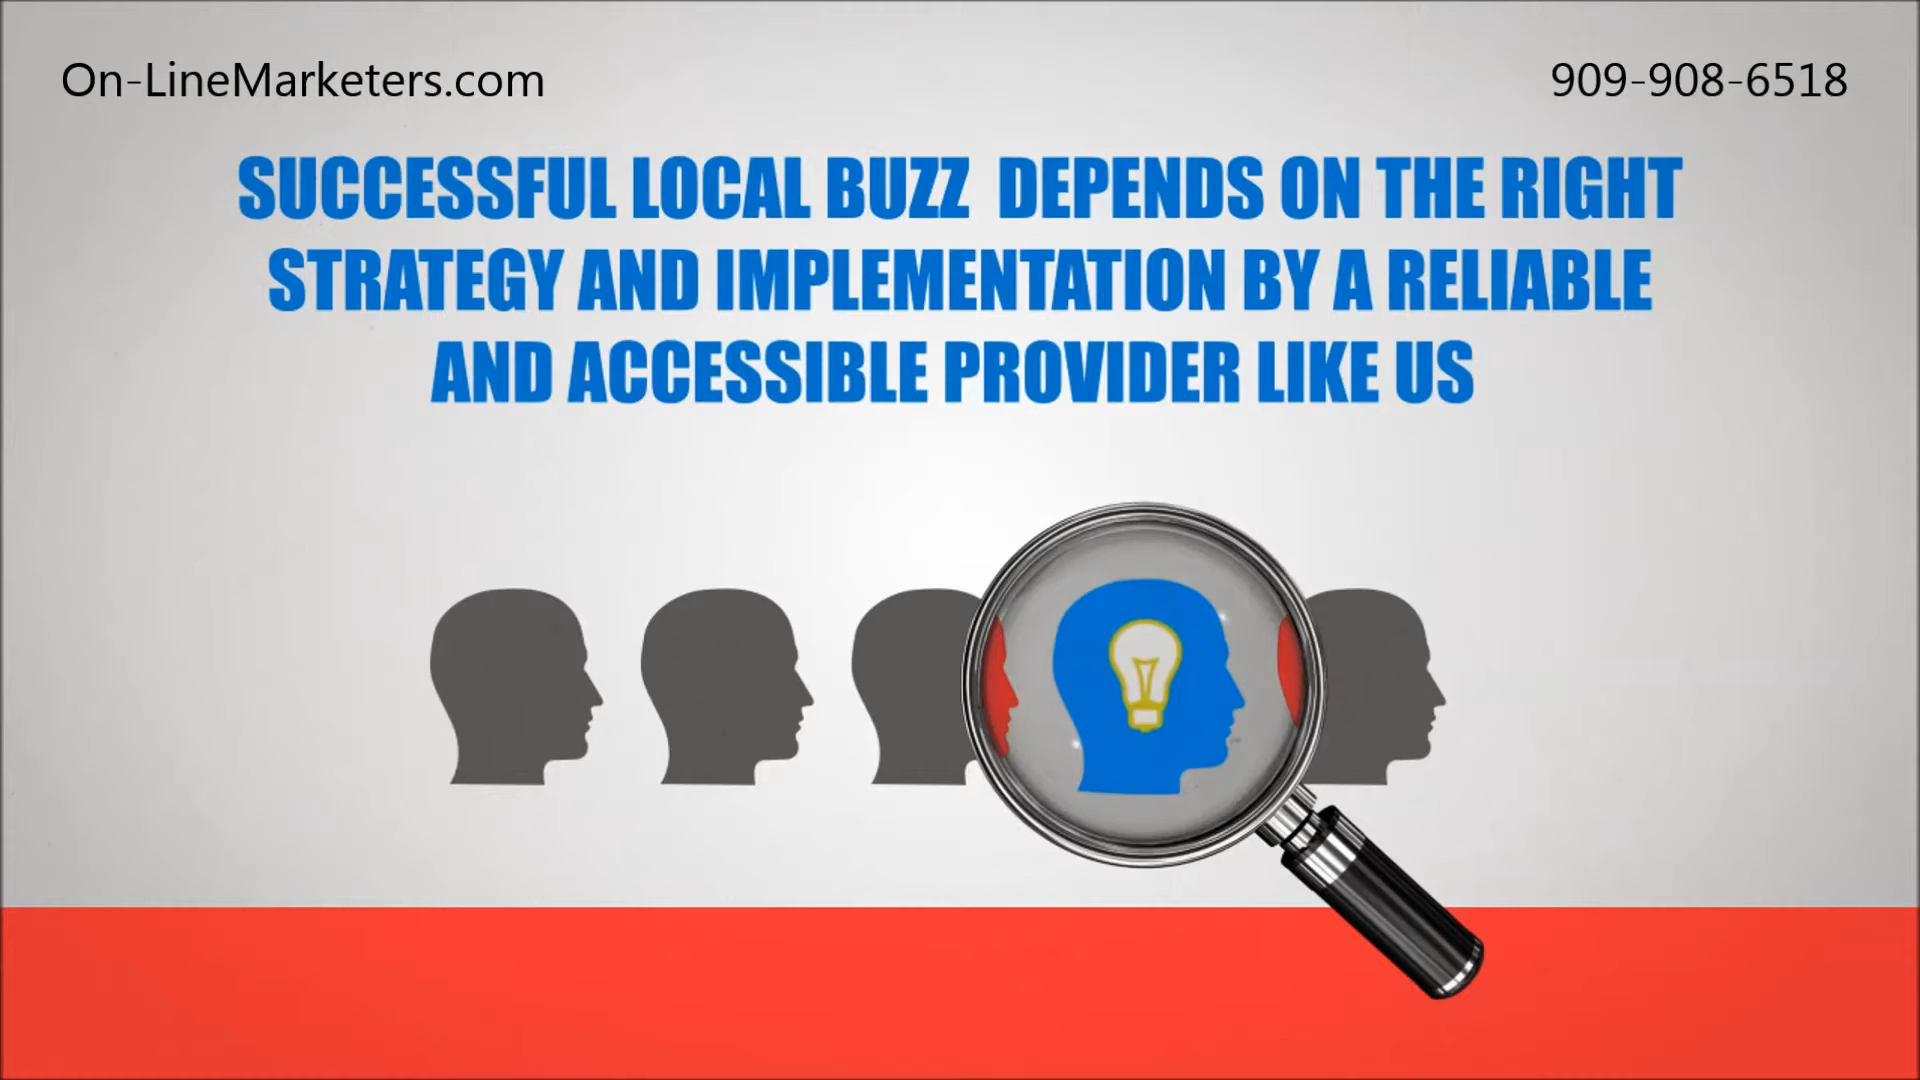 On-LineMarketers.com
909-908-6518
SUCCESSFUL LOCAL BUZZ  DEPENDS ON THE RIGHT
STRATEGY AND IMPLEMENTATION BY A RELIABLE
AND ACCESSIBLE PROVIDER LIKE US